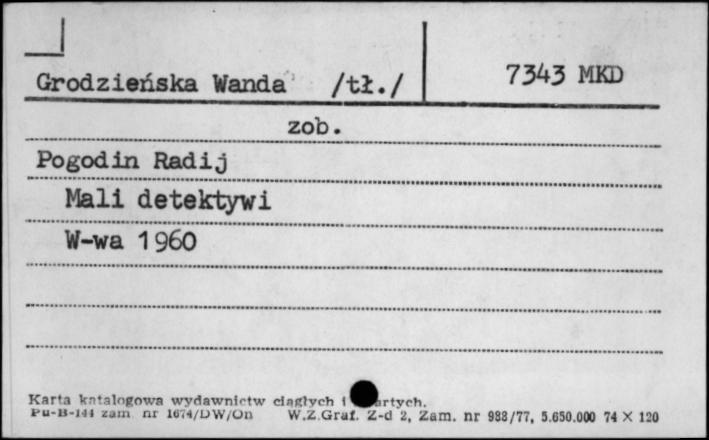 Grodzieńska Wanda /tł./ 7343 MKD
zob.
Pogodin Radij
Mali detektywi
W-wa 1960
Karta katalogowa wydawnictw ciągłych i
Pu-B-144 zam. nr 1674/DW/On W.Z.Graf. Z-d 2, Zam. nr 988/77, 5.650.000 74 X 120